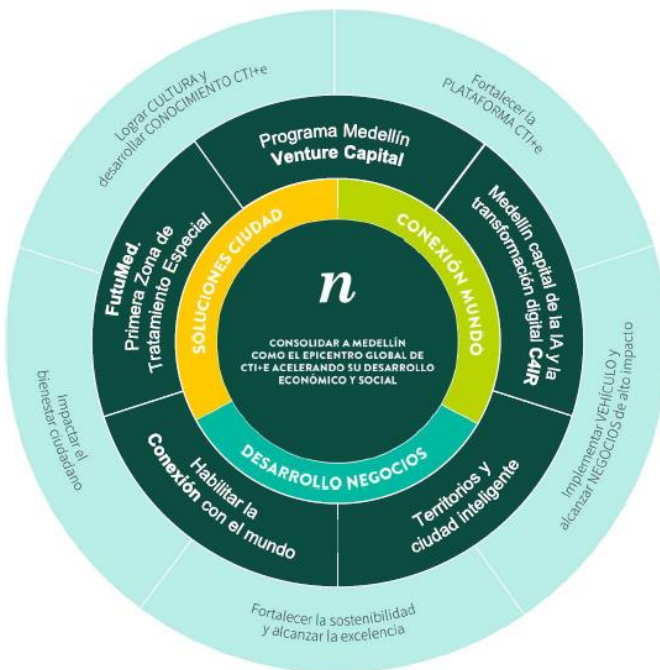 Lograr CULTURA y
desarrollar CONOCIMIENTO CTI+e
Fortalecer la
PLATAFORMA CTI+e
Implementar VEHÍCULO y
alcanzar NEGOCIOS de alto impacto
Fortalecer la sostenibilidad
y alcanzar la excelencia
Impactar el
bienestar ciudadano
Programa Medellín
Venture Capital
Medellín capital de la IA y la
transformación digital C4IR
Territorios y
ciudad inteligente
Habilitar la
Conexión con el mundo
FutuMed.
Primera Zona de
Tratamiento Especial
SOLUCIONES CIUDAD
CONEXIÓN MUNDO
DESARROLLO NEGOCIOS
n
CONSOLIDAR A MEDELLÍN
COMO EL EPICENTRO GLOBAL DE
CTI+E ACELERANDO SU DESARROLLO
ECONÓMICO Y SOCIAL